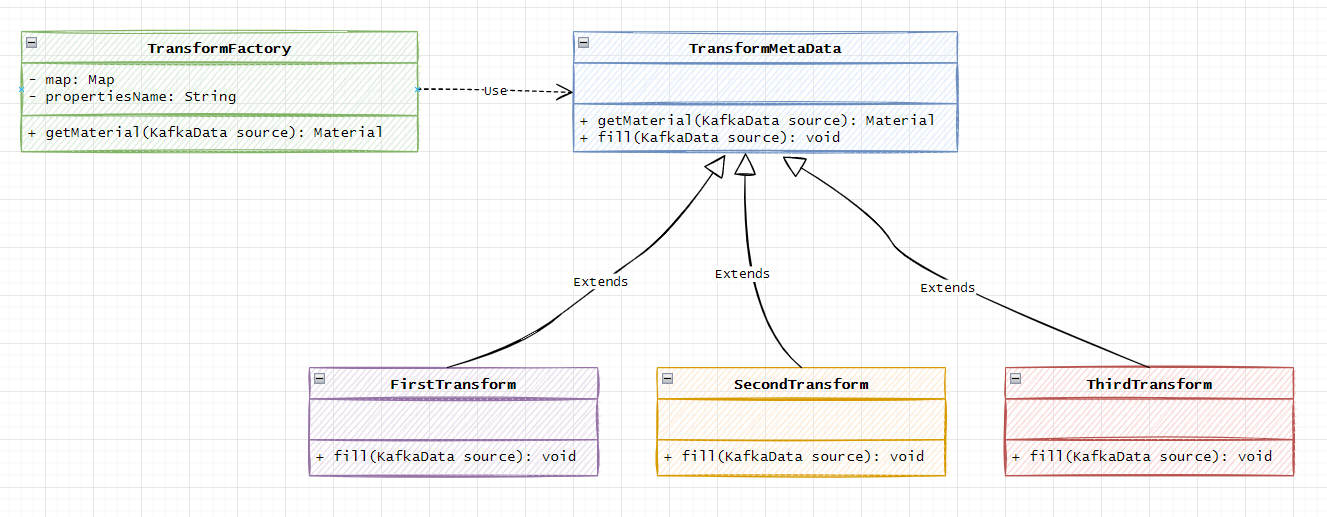 TransformFactory
- map: Map
- propertiesName: String
+ getMaterial(KafkaData source): Material
Use
TransformMetaData
+ getMaterial(KafkaData source): Material
+ fill(KafkaData source): void
Extends
Extends
Extends
FirstTransform
+ fill(KafkaData source): void
SecondTransform
+ fill(KafkaData source): void
ThirdTransform
+ fill(KafkaData source): void